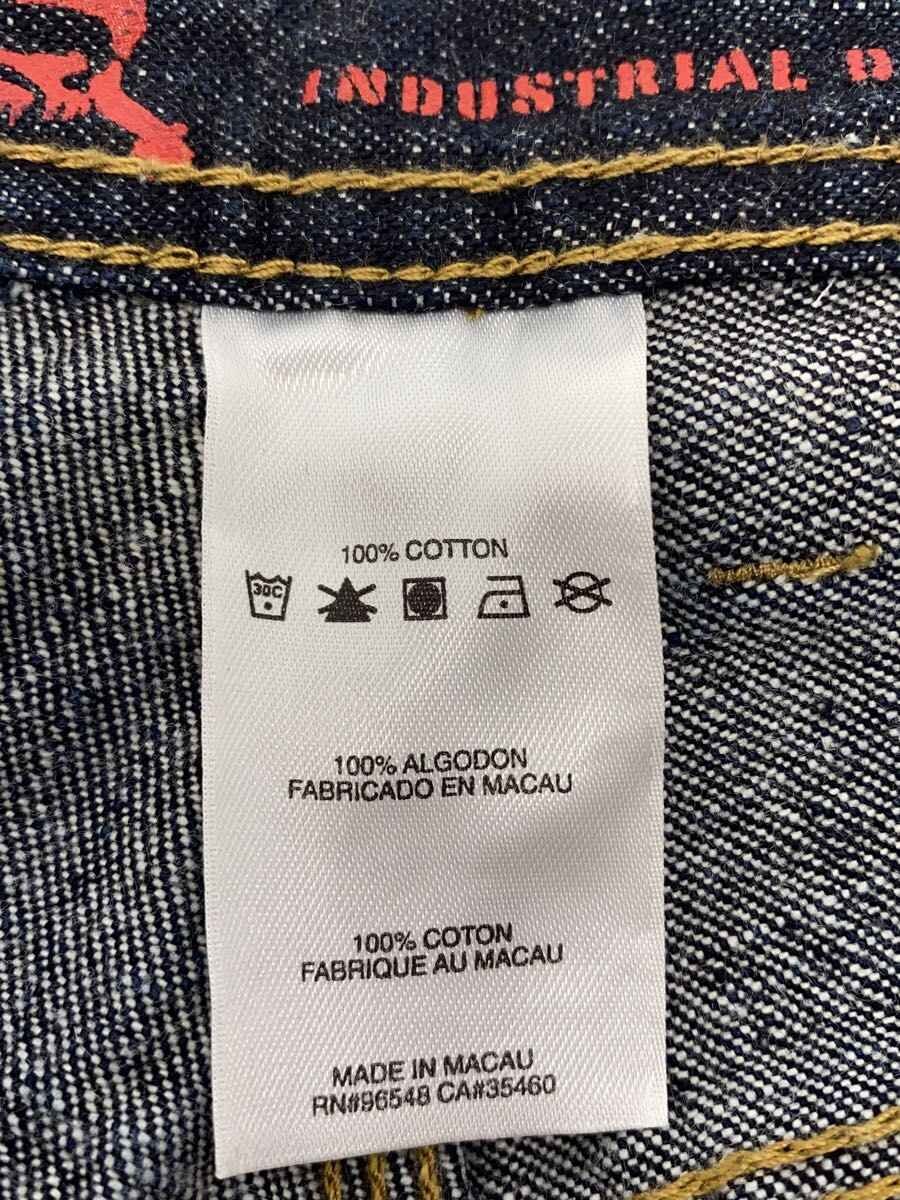 INDUSTRIAL
100% COTTON
30C
100% ALGODON
FABRICADO EN MACAU
100% COTON
FABRIQUE AU MACAU
MADE IN MACAU
RN#96548 CA#35460